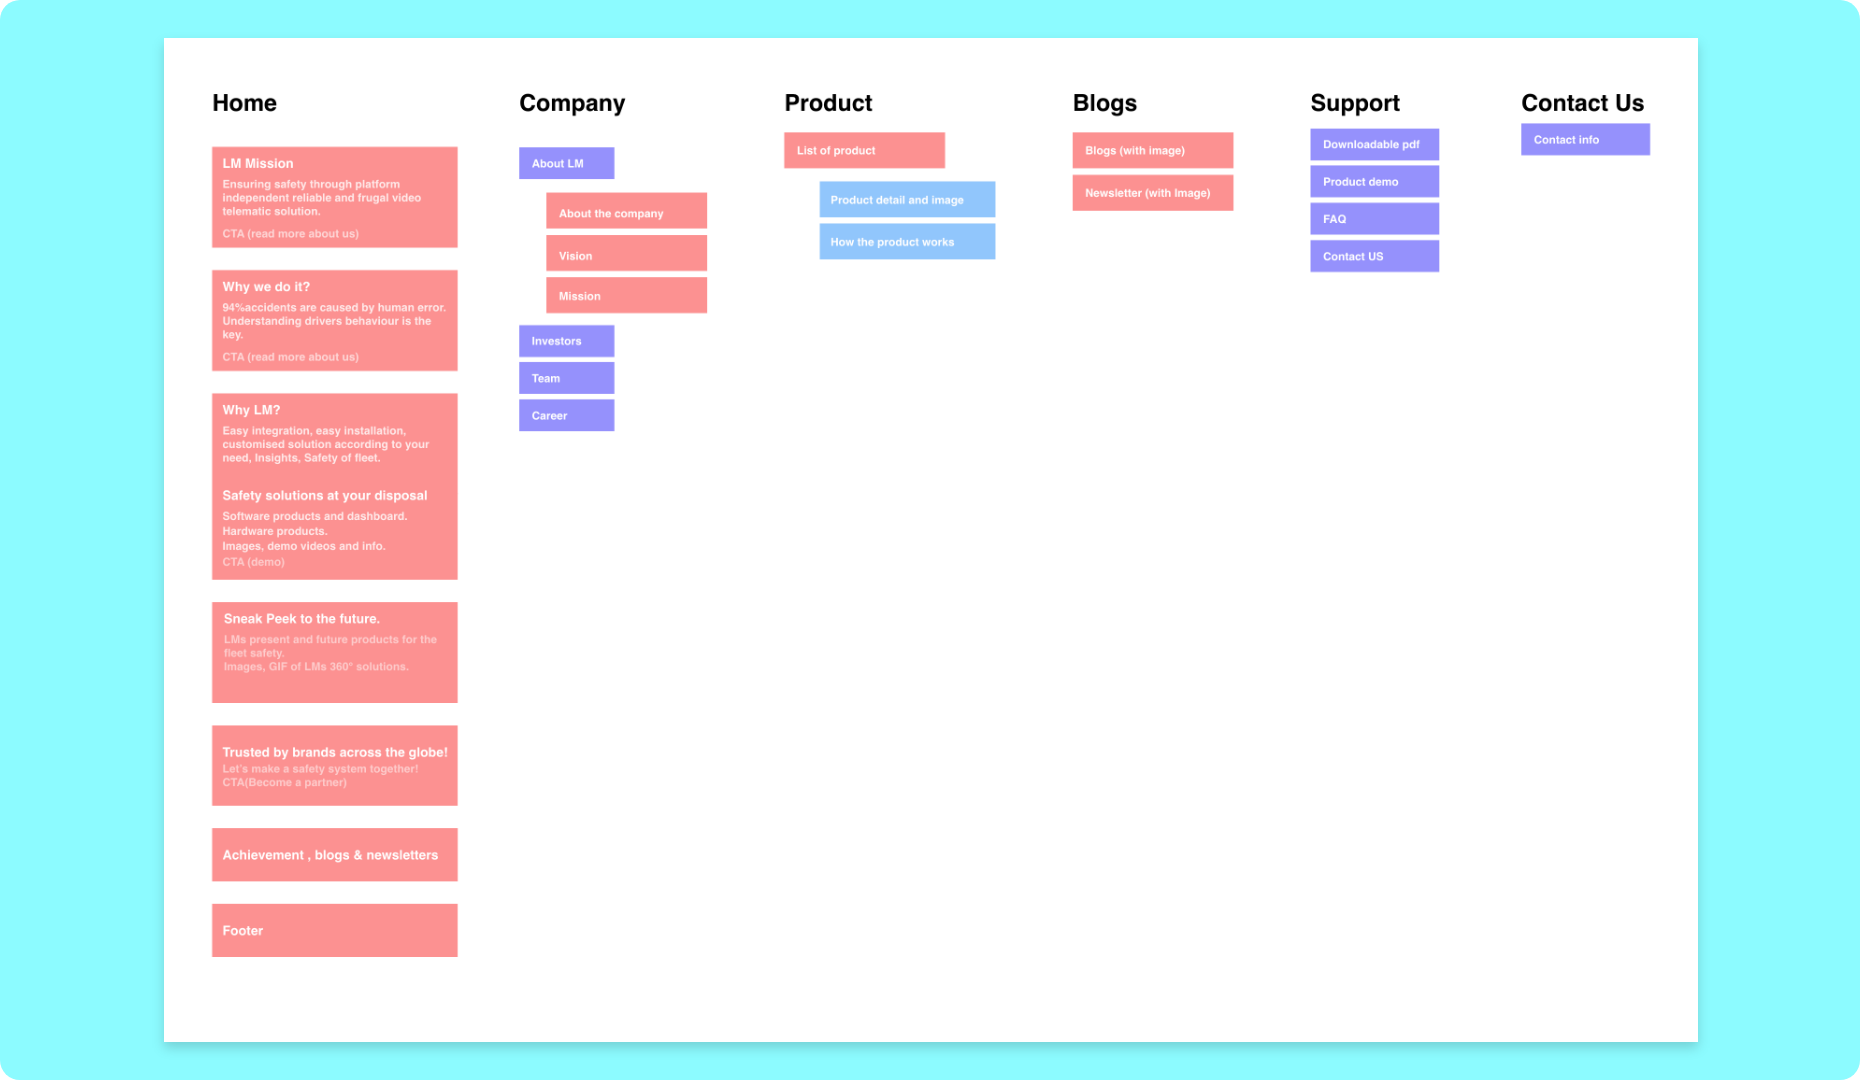 Home
LM Mission
Ensuring safety through platform
independent reliable and frugal video
telematic solution.
CTA (read more about us)
Why we do it?
94%accidents are caused by human error.
Understanding drivers behaviour is the
key.
CTA (read more about us)
Why LM?
Easy integration, easy installation,
customised solution according to your
need, Insights, Safety of fleet.
Safety solutions at your disposal
Software products and dashboard.
Hardware products.
Images, demo videos and info.
CTA (demo)
Sneak Peek to the future.
LMs present and future products for the
fleet safety.
Images, GIF of LMs 360° solutions.
Trusted by brands across the globe!
Let's make a safety system together!
CTA(Become a partner)
Achievement , blogs & newsletters
Footer
Company
About LM
About the company
Vision
Mission
Investors
Team
Career
Product
List of product
Product detail and image
How the product works
Blogs
Blogs (with image)
Newsletter (with Image)
Support
Downloadable pdf
Product demo
FAQ
Contact US
Contact Us
Contact info